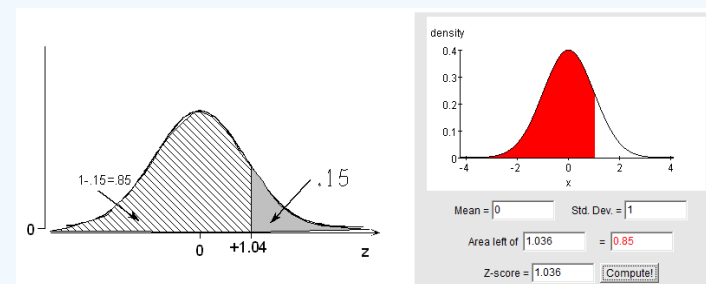 1-.15=.85
.15
0
0
+1.04
z
density
0.4
0.3
0.2
0.1
0
-4
-2
0
2
4
x
Mean = 0 Std. Dev. = 1
Area left of 1.036 = 0.85
Z-score = 1.036 Compute!